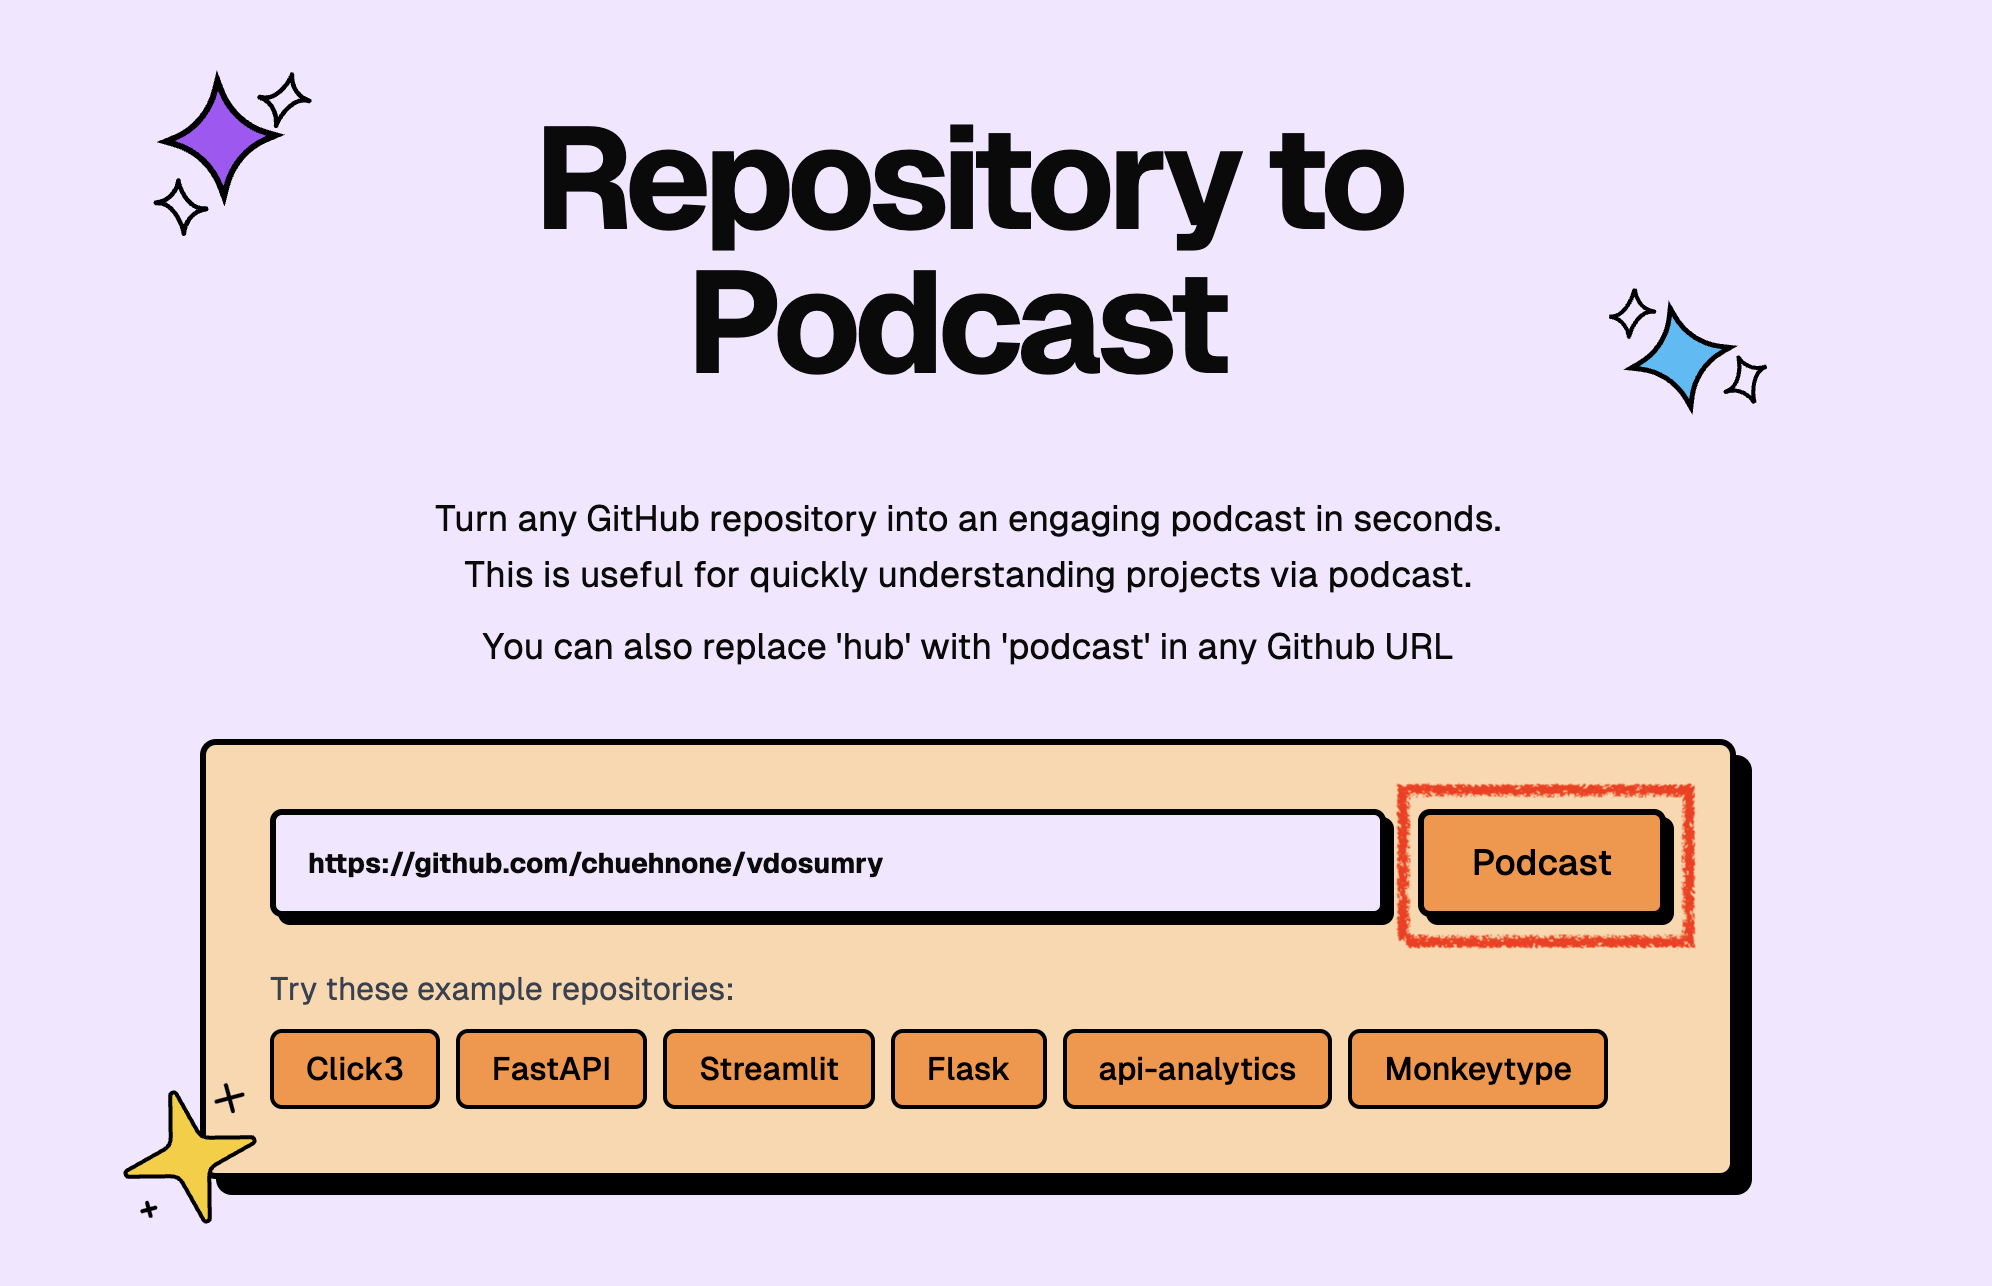 Repository to
Podcast
Turn any GitHub repository into an engaging podcast in seconds.
This is useful for quickly understanding projects via podcast.
You can also replace 'hub' with 'podcast' in any Github URL
https://github.com/chuehnone/vdosumry
Podcast
Try these example repositories:
Click3 FastAPI Streamlit Flask api-analytics Monkeytype